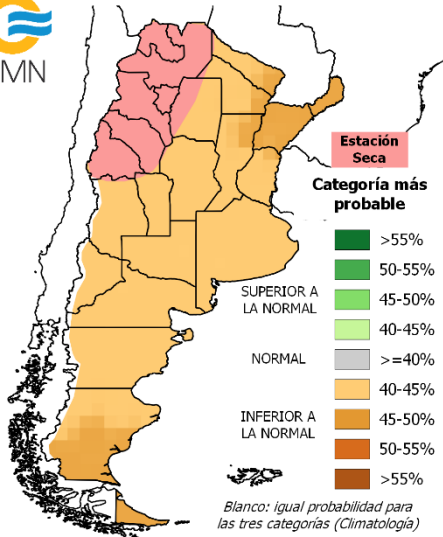 MN
Estación
Seca
Categoría más
probable
>55%
50-55%
SUPERIOR A
LA NORMAL
45-50%
40-45%
NORMAL
>=40%
40-45%
INFERIOR A
LA NORMAL
45-50%
50-55%
>55%
Blanco: igual probabilidad para
las tres categorías (Climatología)